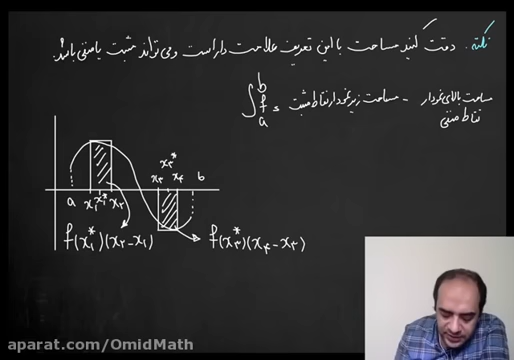 نکته. دقت کنید مساحت با این تعریف علامت دار است و می تواند مثبت یا منفی باشد.
∫ₐᵇ f = مساحت زیر نمودار نقاط مثبت - مساحت بالای نمودار نقاط منفی
x₃*
a x₁ x₁* x₂ x₃ x₄ b
f(x₁*)(x₂-x₁) f(x₃*)(x₄-x₃)
aparat.com/OmidMath